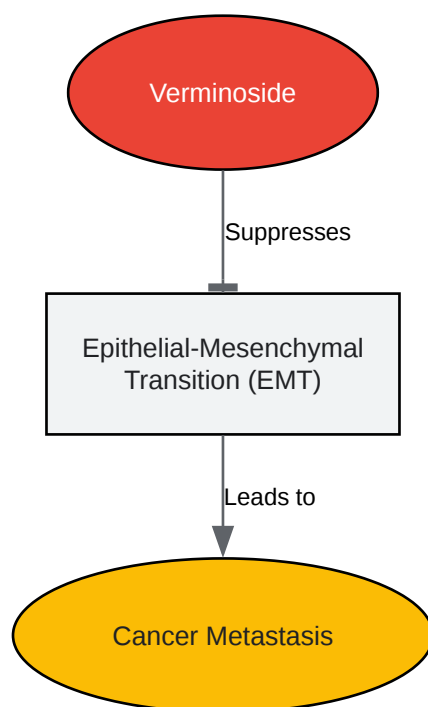 Verminoside
Suppresses
Epithelial-Mesenchymal
Transition (EMT)
Leads to
Cancer Metastasis